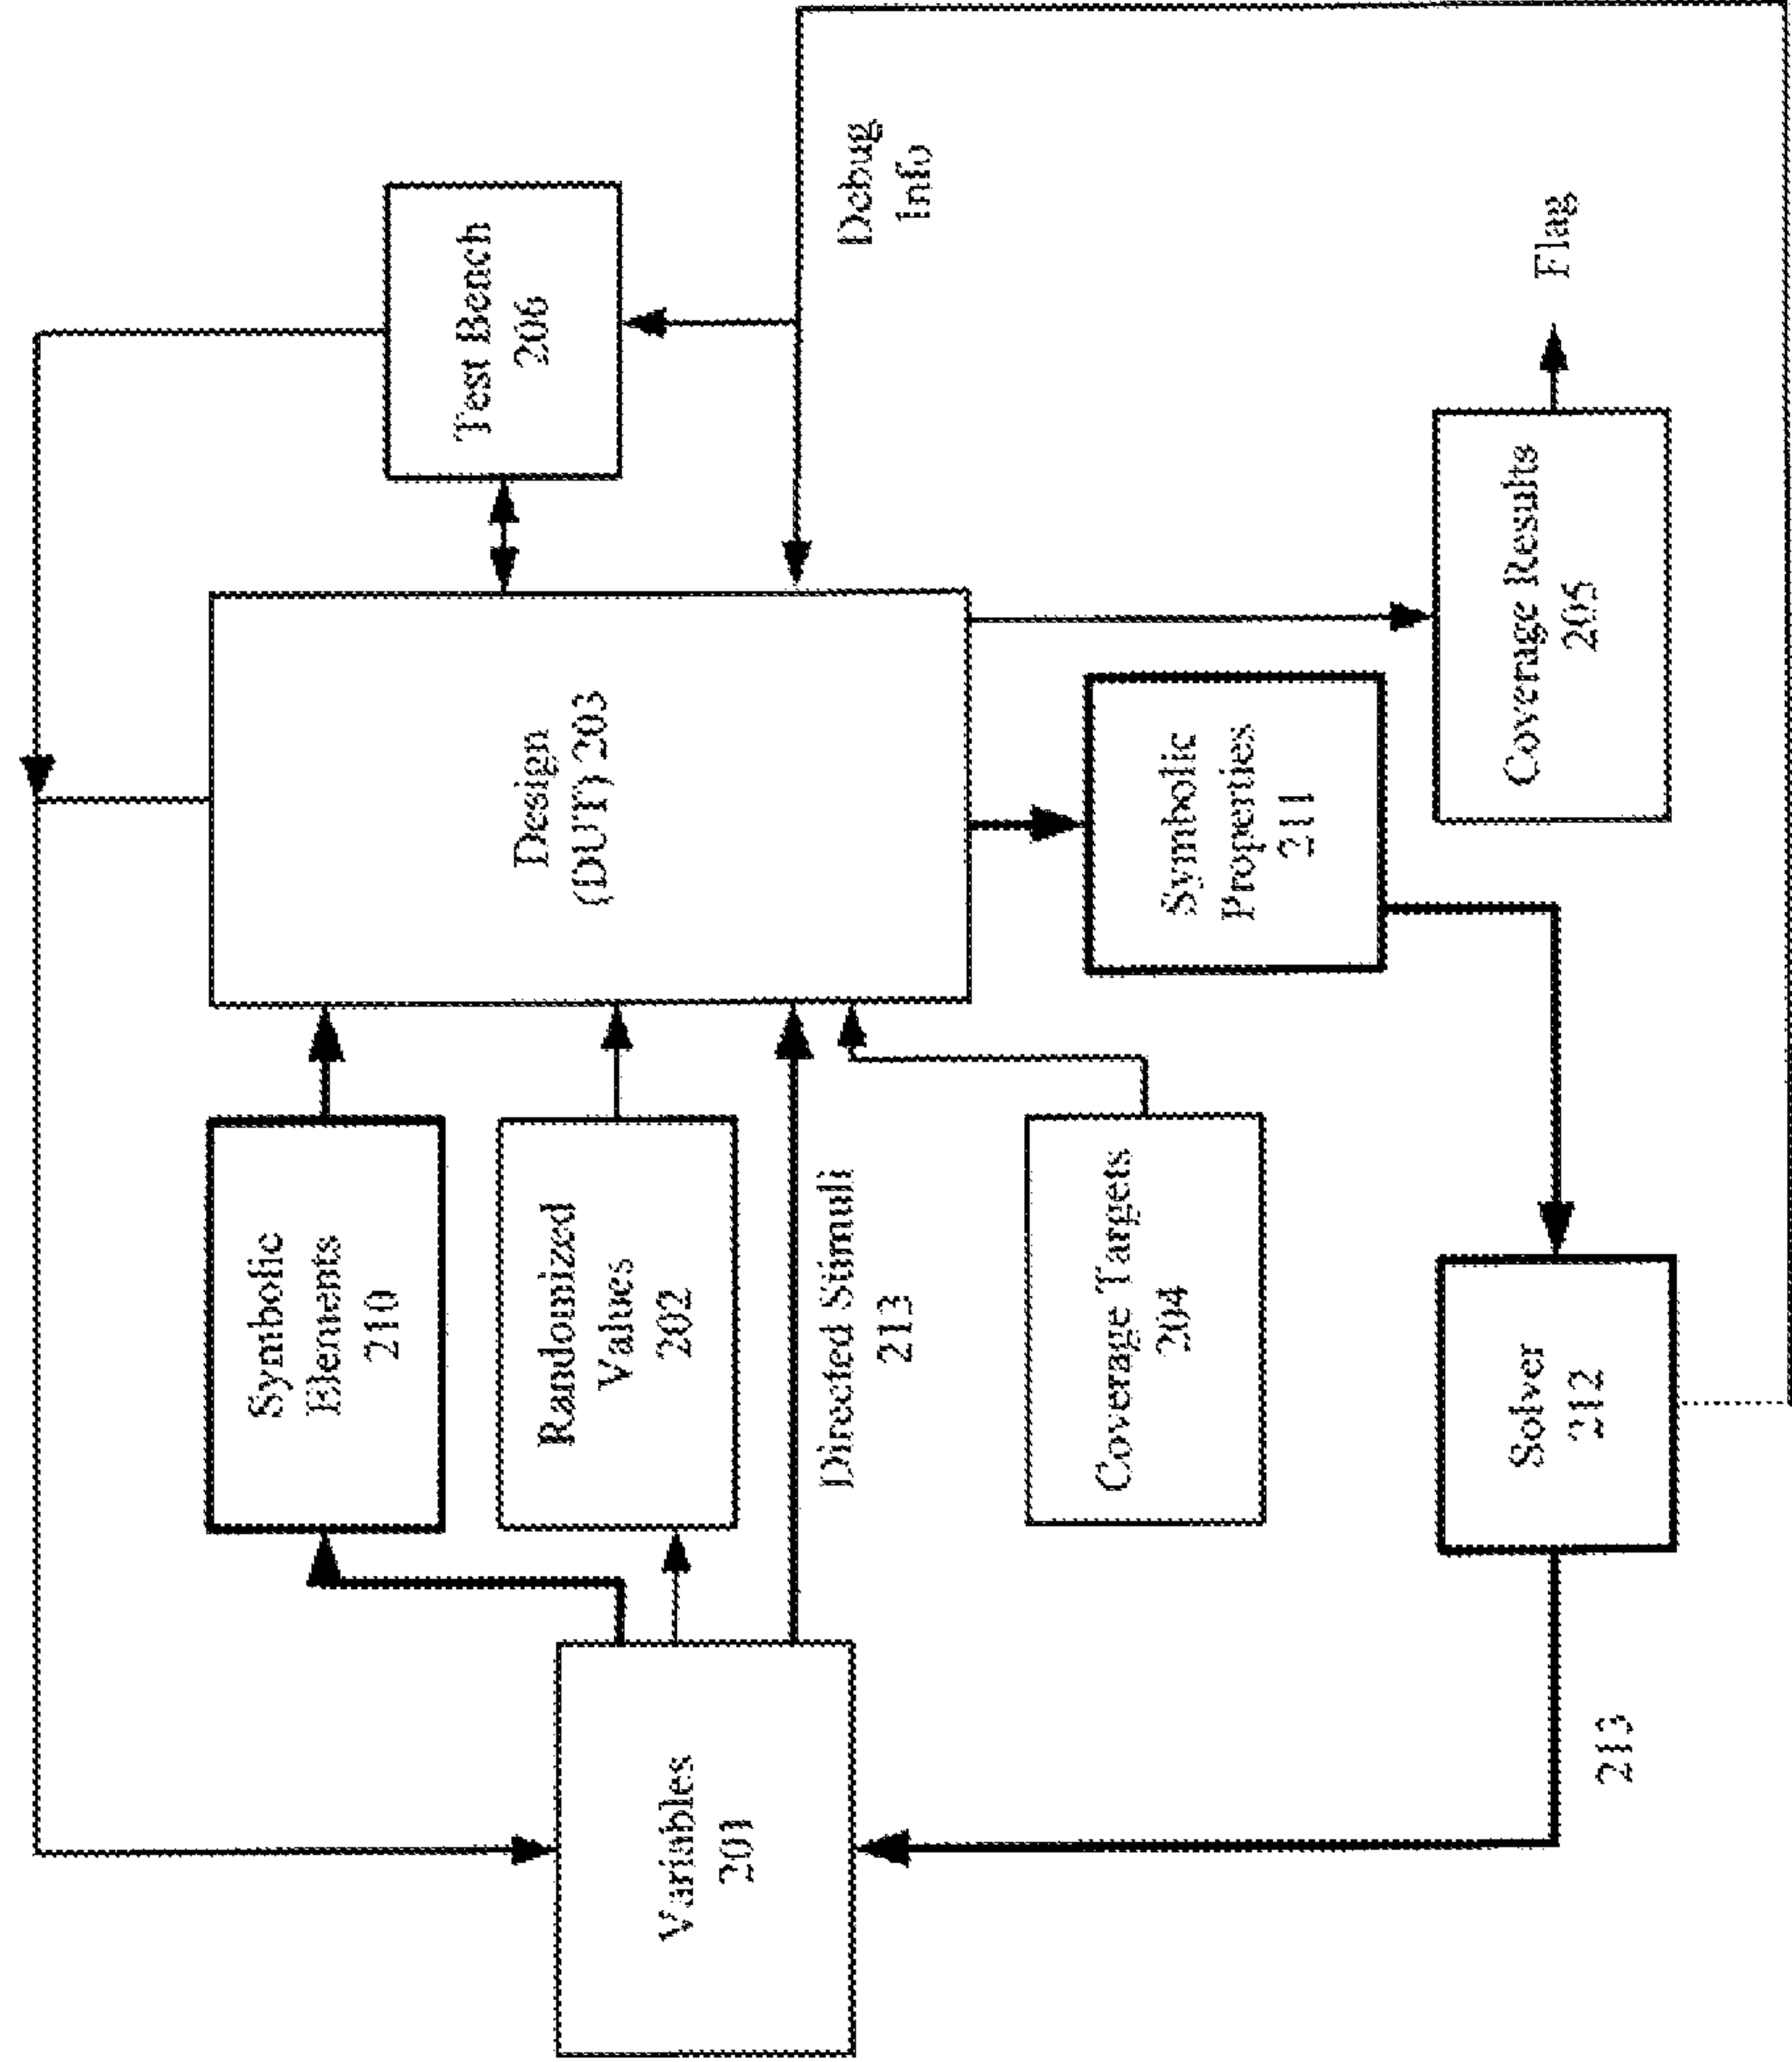 Variables
201
Symbolic
Elements
210
Randomized
Values
202
Directed Stimuli
213
Coverage Targets
204
Design
(DUT) 203
Test Bench
206
Debug
Info
Symbolic
Properties
211
Coverage Results
205
Flag
Solver
212
213